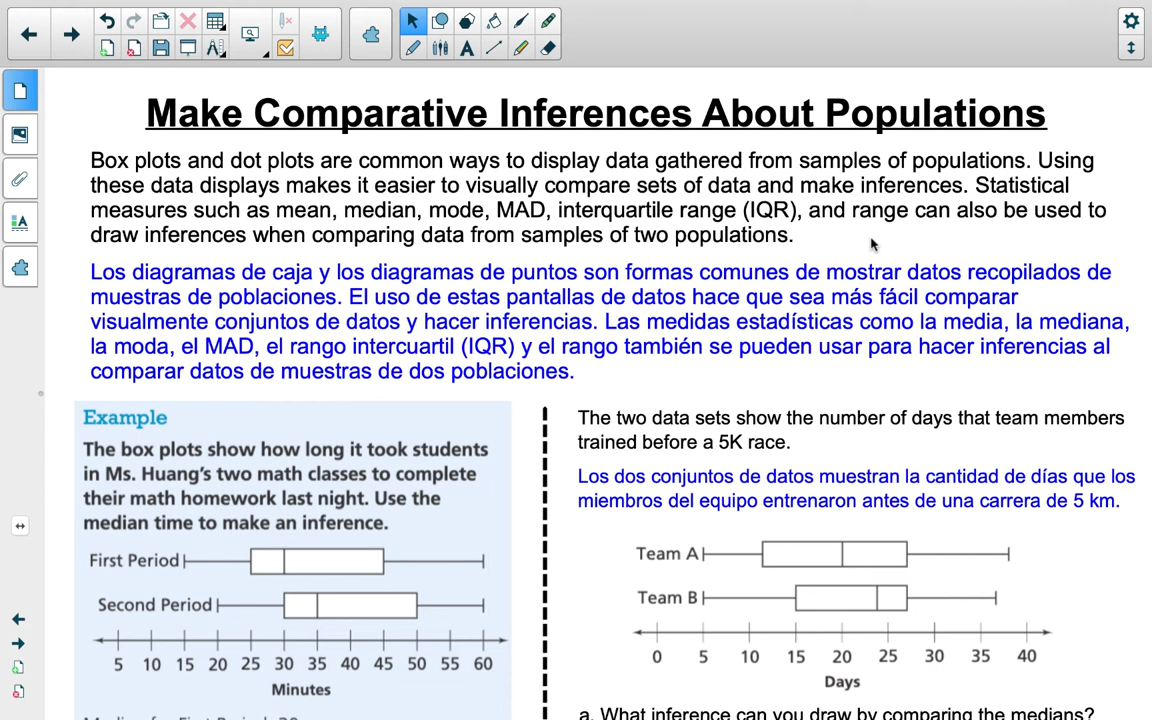 Make Comparative Inferences About Populations
Box plots and dot plots are common ways to display data gathered from samples of populations. Using
these data displays makes it easier to visually compare sets of data and make inferences. Statistical
measures such as mean, median, mode, MAD, interquartile range (IQR), and range can also be used to
draw inferences when comparing data from samples of two populations.
Los diagramas de caja y los diagramas de puntos son formas comunes de mostrar datos recopilados de
muestras de poblaciones. El uso de estas pantallas de datos hace que sea más fácil comparar
visualmente conjuntos de datos y hacer inferencias. Las medidas estadísticas como la media, la mediana,
la moda, el MAD, el rango intercuartil (IQR) y el rango también se pueden usar para hacer inferencias al
comparar datos de muestras de dos poblaciones.
Example
The box plots show how long it took students
in Ms. Huang's two math classes to complete
their math homework last night. Use the
median time to make an inference.
First Period
Second Period
5 10 15 20 25 30 35 40 45 50 55 60
Minutes
The two data sets show the number of days that team members
trained before a 5K race.
Los dos conjuntos de datos muestran la cantidad de días que los
miembros del equipo entrenaron antes de una carrera de 5 km.
Team A
Team B
0 5 10 15 20 25 30 35 40
Days
a. What inference can you draw by comparing the medians?